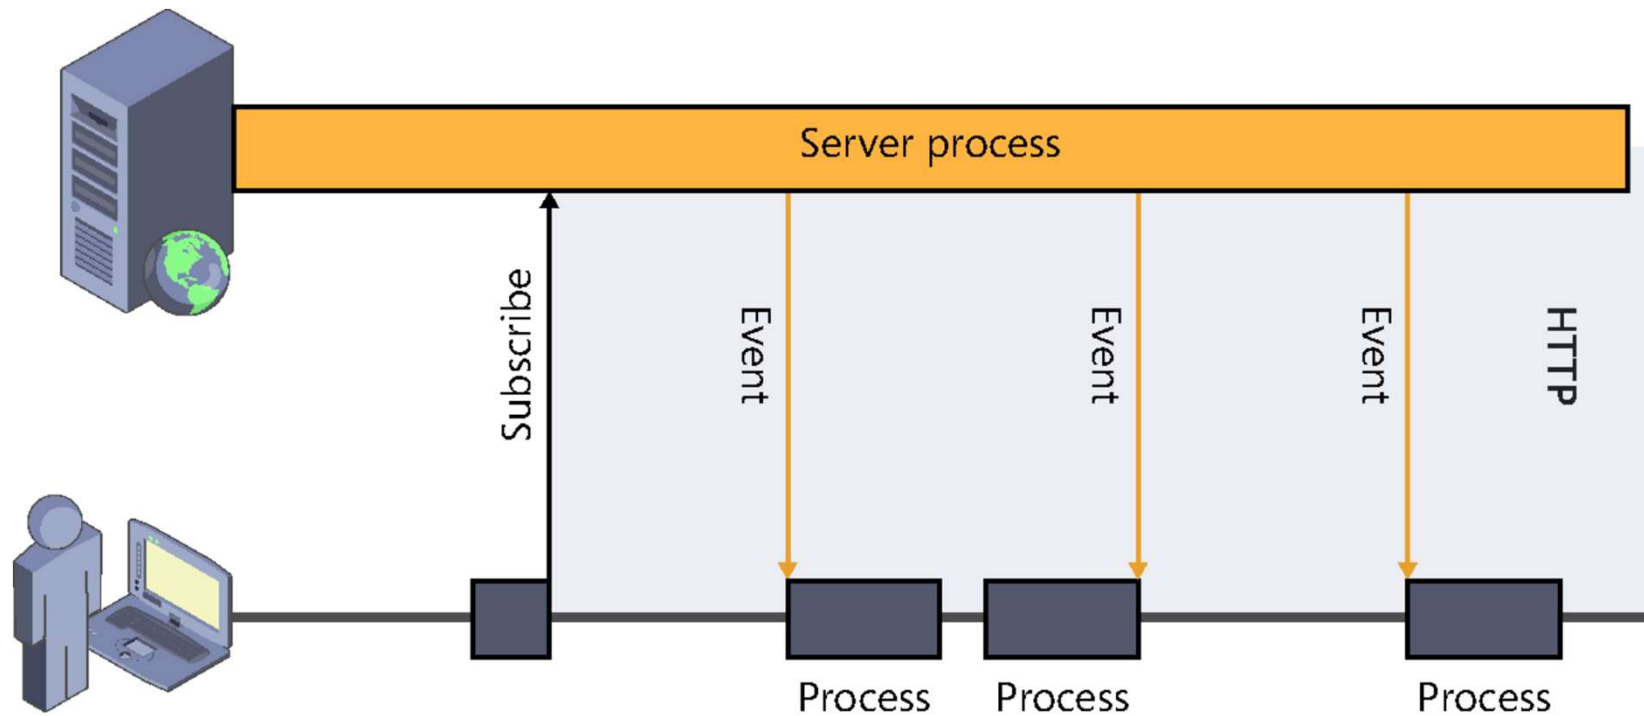 Server process
Subscribe
Event
Event
Event
HTTP
Process
Process
Process